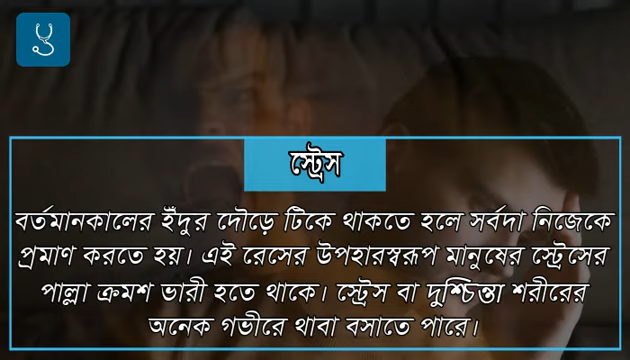 স্ট্রেস
বর্তমানকালের ইঁদুর দৌড়ে টিকে থাকতে হলে সর্বদা নিজেকে
প্রমাণ করতে হয়। এই রেসের উপহারস্বরূপ মানুষের স্ট্রেসের
পাল্লা ক্রমশ ভারী হতে থাকে। স্ট্রেস বা দুশ্চিন্তা শরীরের
অনেক গভীরে থাবা বসাতে পারে।